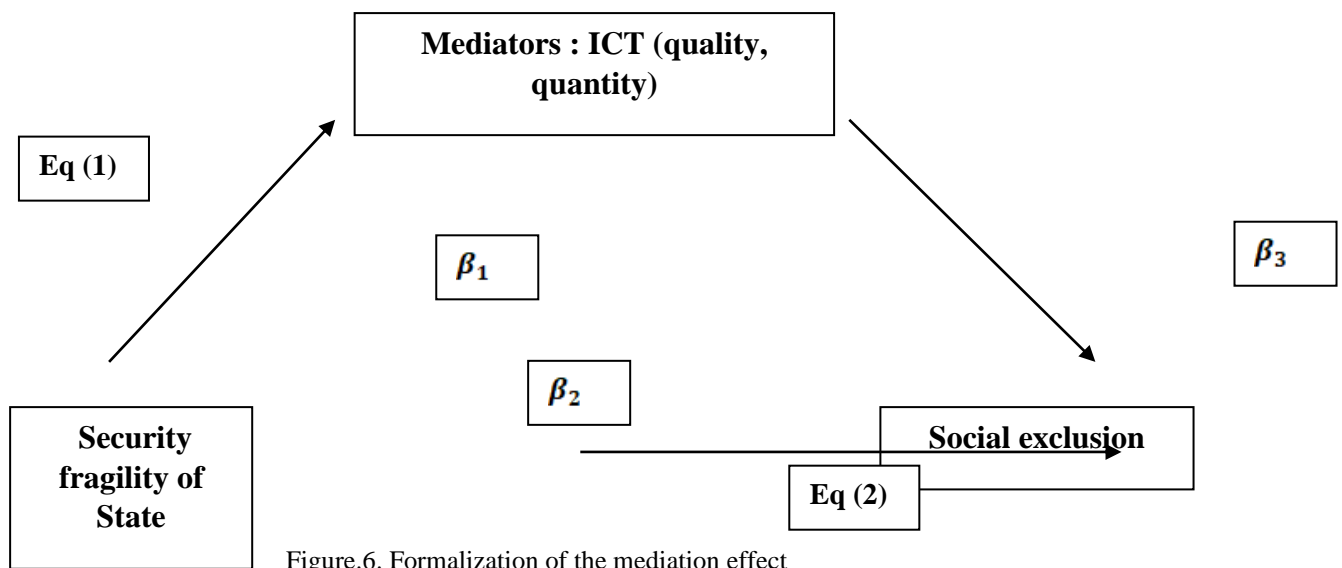 Mediators : ICT (quality,
quantity)
Eq (1)
β₁
β₃
β₂
Security
fragility of
State
Social exclusion
Eq (2)
Figure.6. Formalization of the mediation effect